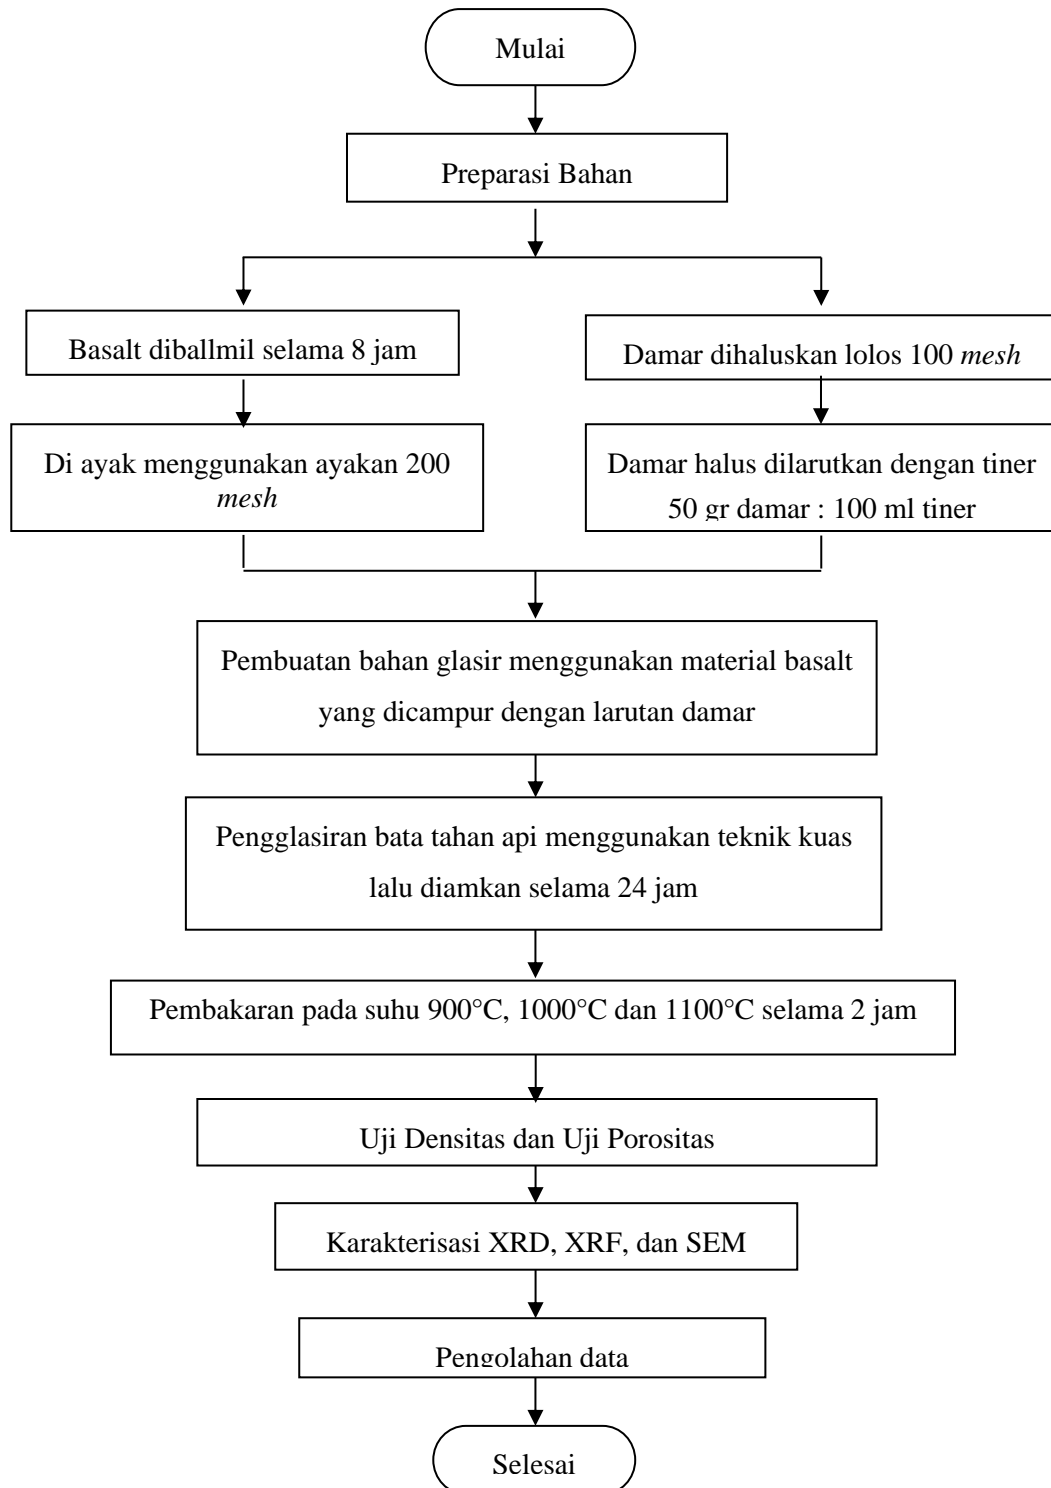 Mulai
Preparasi Bahan
Basalt diballmil selama 8 jam
Damar dihaluskan lolos 100 mesh
Di ayak menggunakan ayakan 200
mesh
Damar halus dilarutkan dengan tiner
50 gr damar : 100 ml tiner
Pembuatan bahan glasir menggunakan material basalt
yang dicampur dengan larutan damar
Pengglasiran bata tahan api menggunakan teknik kuas
lalu diamkan selama 24 jam
Pembakaran pada suhu 900°C, 1000°C dan 1100°C selama 2 jam
Uji Densitas dan Uji Porositas
Karakterisasi XRD, XRF, dan SEM
Pengolahan data
Selesai